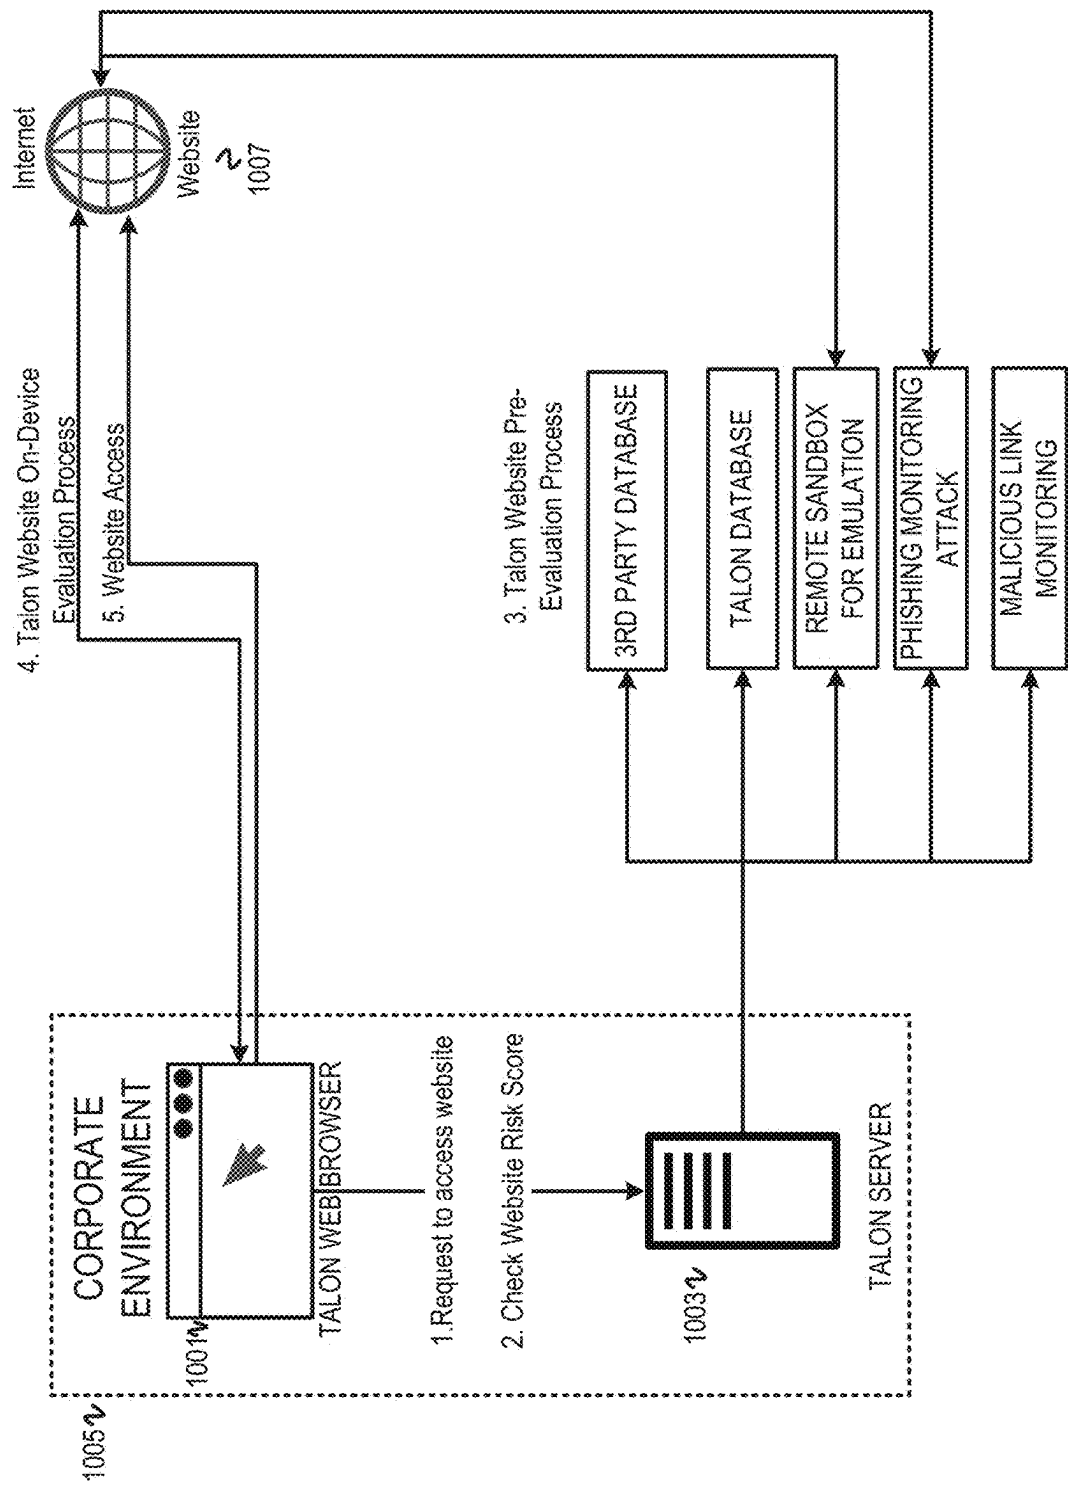 1005
CORPORATE
ENVIRONMENT
1001
TALON WEB BROWSER
1.Request to access website
2. Check Website Risk Score
1003
TALON SERVER
4. Talon Website On-Device
Evaluation Process
5. Website Access
3. Talon Website Pre-
Evaluation Process
3RD PARTY DATABASE
TALON DATABASE
REMOTE SANDBOX
FOR EMULATION
PHISHING MONITORING
ATTACK
MALICIOUS LINK
MONITORING
Internet
Website
1007